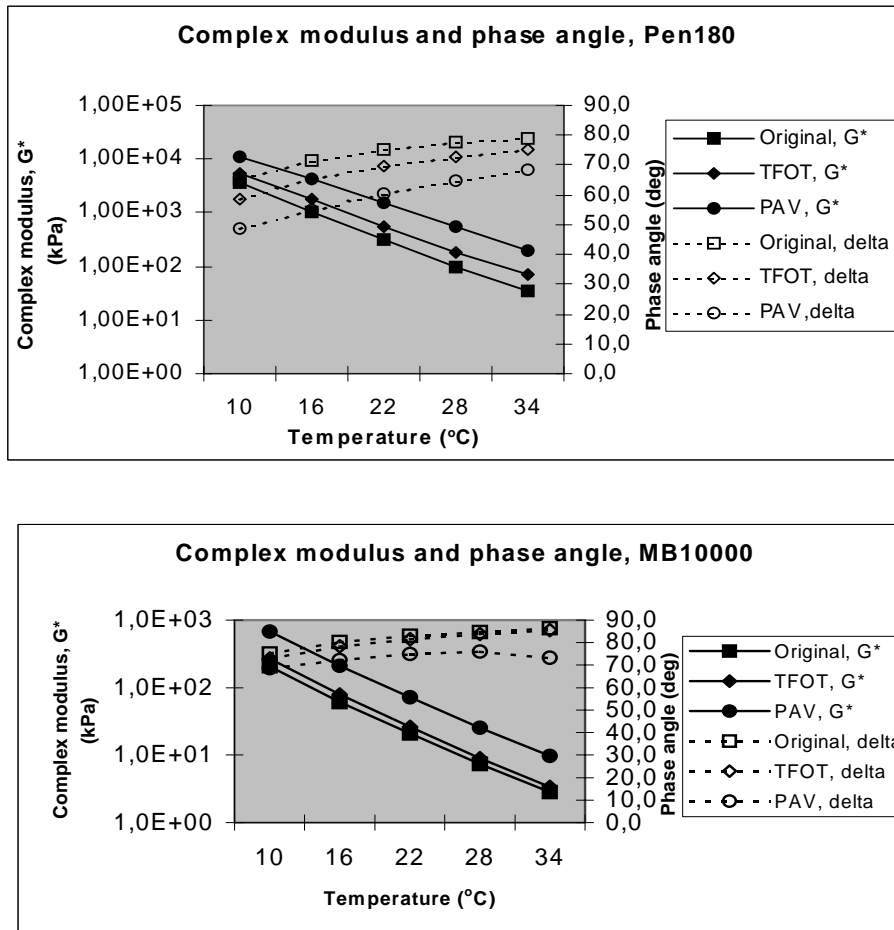 Complex modulus and phase angle, Pen180
Complex modulus, G*
(kPa)
1,00E+05
1,00E+04
1,00E+03
1,00E+02
1,00E+01
1,00E+00
90,0
80,0
70,0
60,0
50,0
40,0
30,0
20,0
10,0
0,0
Phase angle (deg)
10 16 22 28 34
Temperature (ºC)
Original, G*
TFOT, G*
PAV, G*
Original, delta
TFOT, delta
PAV,delta
Complex modulus and phase angle, MB10000
Complex modulus, G*
(kPa)
1,0E+03
1,0E+02
1,0E+01
1,0E+00
90,0
80,0
70,0
60,0
50,0
40,0
30,0
20,0
10,0
0,0
Phase angle (deg)
10 16 22 28 34
Temperature (°C)
Original, G*
TFOT, G*
PAV, G*
Original, delta
TFOT, delta
PAV, delta